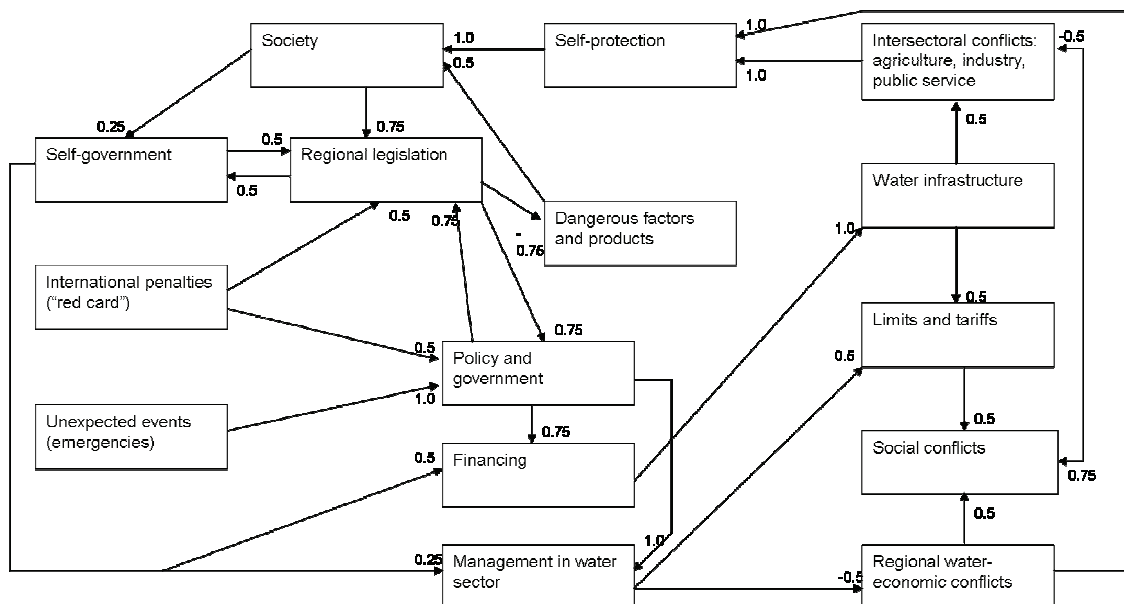 1.0
-0.5
Society
1.0
Self-protection
Intersectoral conflicts:
agriculture, industry,
public service
0.5
1.0
0.25
0.75
0.5
Self-government
0.5
Regional legislation
Water infrastructure
0.5
0.5
0.75
-
0.75
Dangerous factors
and products
1.0
International penalties
("red card")
0.5
Limits and tariffs
0.75
0.5
0.5
Policy and
government
1.0
Unexpected events
(emergencies)
0.75
0.5
Social conflicts
0.5
Financing
0.75
0.5
1.0
0.25
Management in water
sector
-0.5
Regional water-
economic conflicts